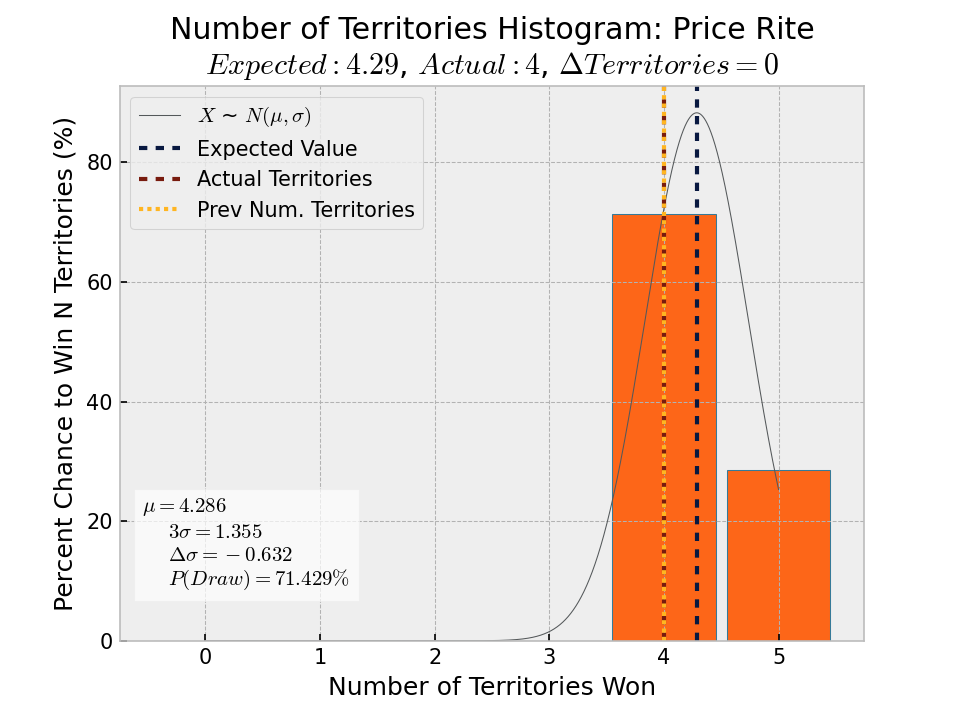 Number of Territories Histogram: Price Rite
Expected : 4.29, Actual : 4, ΔTerritories = 0
X ~ N(μ, σ)
Expected Value
Actual Territories
Prev Num. Territories
Percent Chance to Win N Territories (%)
80
60
40
20
0
μ = 4.286
3σ = 1.355
Δσ = −0.632
P(Draw) = 71.429%
0 1 2 3 4 5
Number of Territories Won